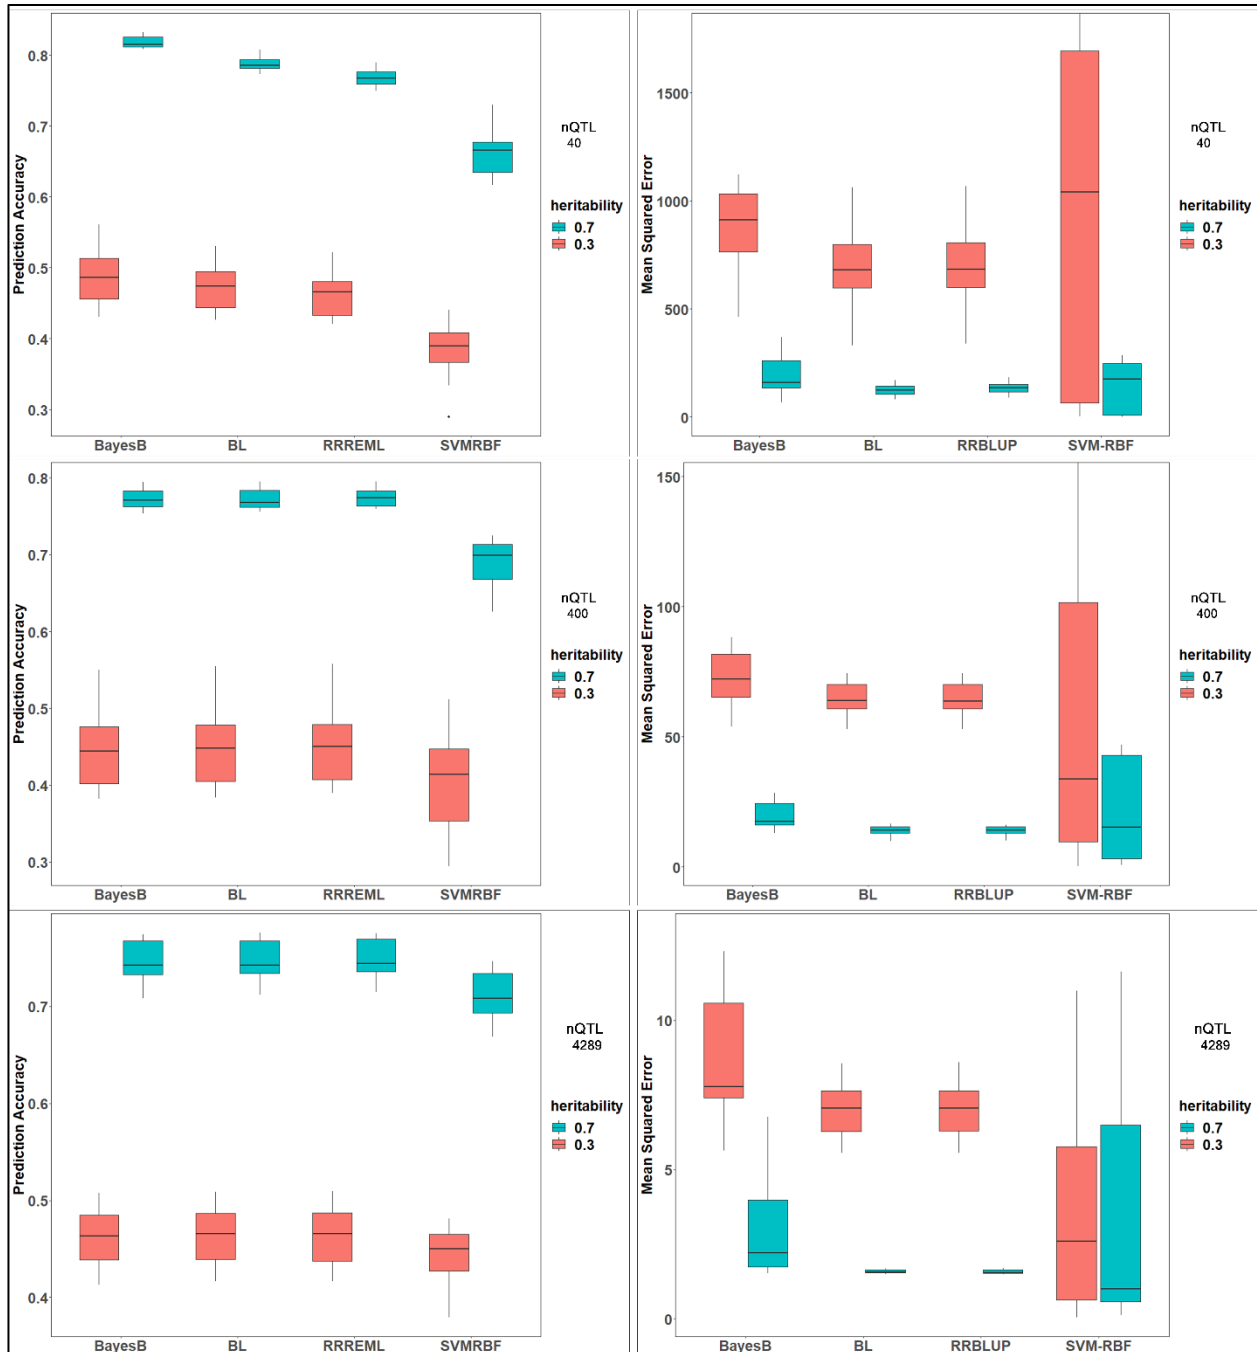 Prediction Accuracy
0.8
0.7
0.6
0.5
0.4
0.3
BayesB BL RRREML SVMRBF
nQTL
40
heritability
0.7
0.3
Mean Squared Error
1500
1000
500
0
BayesB BL RRBLUP SVM-RBF
nQTL
40
heritability
0.7
0.3
Prediction Accuracy
0.8
0.7
0.6
0.5
0.4
0.3
BayesB BL RRREML SVMRBF
nQTL
400
heritability
0.7
0.3
Mean Squared Error
150
100
50
0
BayesB BL RRBLUP SVM-RBF
nQTL
400
heritability
0.7
0.3
Prediction Accuracy
0.7
0.6
0.5
0.4
BayesB BL RRREML SVMRBF
nQTL
4289
heritability
0.7
0.3
Mean Squared Error
10
5
0
BayesB BL RRBLUP SVM-RBF
nQTL
4289
heritability
0.7
0.3